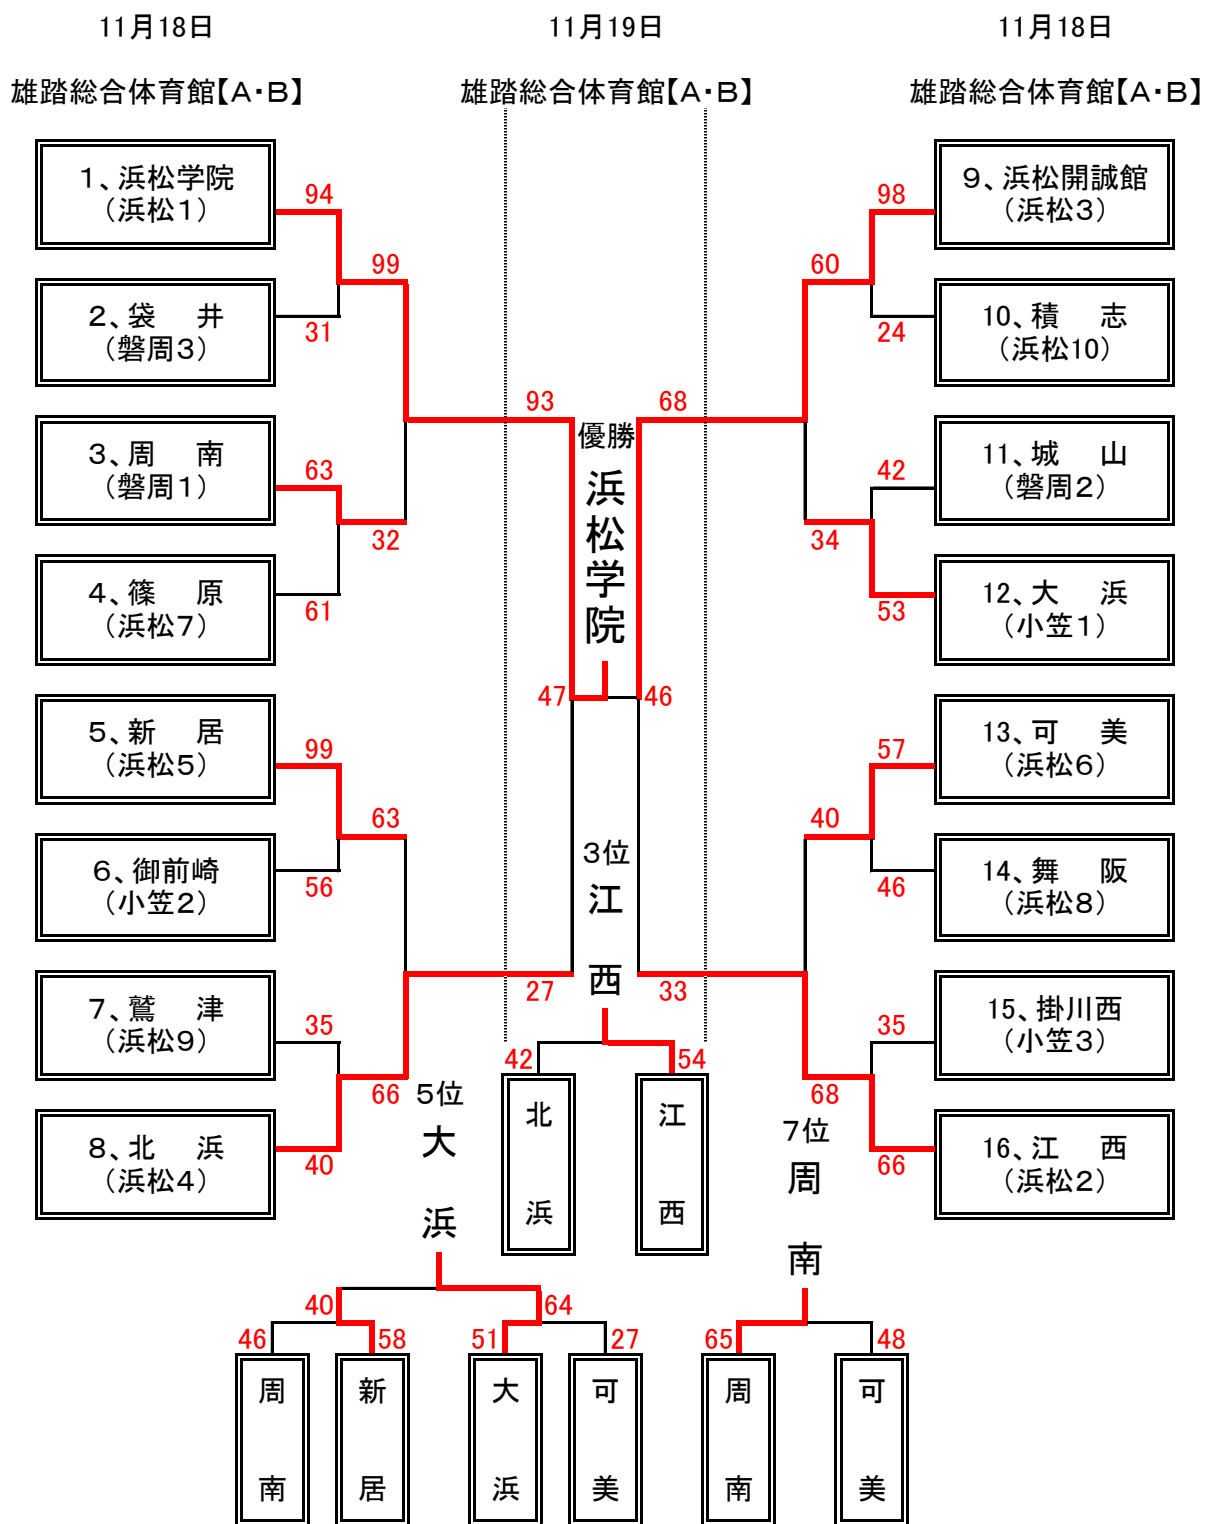 11月18日
11月19日
11月18日
雄踏総合体育館【A・B】
雄踏総合体育館【A・B】
雄踏総合体育館【A・B】
1、浜松学院
(浜松1)
94
99
2、袋　井
(磐周3)
31
3、周　南
(磐周1)
63
32
4、篠　原
(浜松7)
61
5、新　居
(浜松5)
99
63
6、御前崎
(小笠2)
56
7、鷲　津
(浜松9)
35
66
8、北　浜
(浜松4)
40
93
68
優勝
浜松学院
47
46
27
33
3位
江西
42
54
北浜
江西
9、浜松開誠館
(浜松3)
98
60
10、積　志
(浜松10)
24
11、城　山
(磐周2)
42
34
12、大　浜
(小笠1)
53
13、可　美
(浜松6)
57
40
14、舞　阪
(浜松8)
46
15、掛川西
(小笠3)
35
68
16、江　西
(浜松2)
66
5位
大浜
40
64
46
58
51
27
周南
新居
大浜
可美
7位
周南
65
48
周南
可美